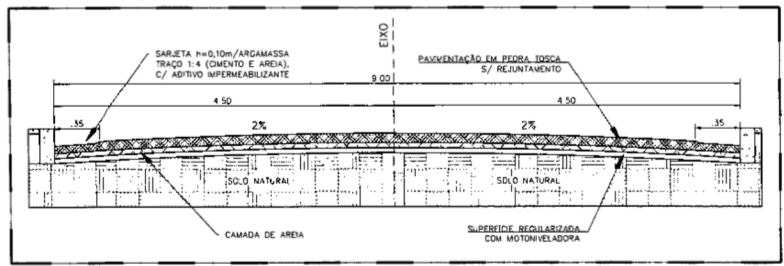 EIXO
SARJETA h=0,10m/ARGAMASSA
TRAÇO 1:4 (CIMENTO E AREIA),
C/ ADITIVO IMPERMEABILIZANTE
PAVIMENTAÇÃO EM PEDRA TOSCA
S/ REJUNTAMENTO
9.00
4.50
4.50
.35
2%
2%
.35
SOLO NATURAL
SOLO NATURAL
CAMADA DE AREIA
SUPERFÍCIE REGULARIZADA
COM MOTONIVELADORA